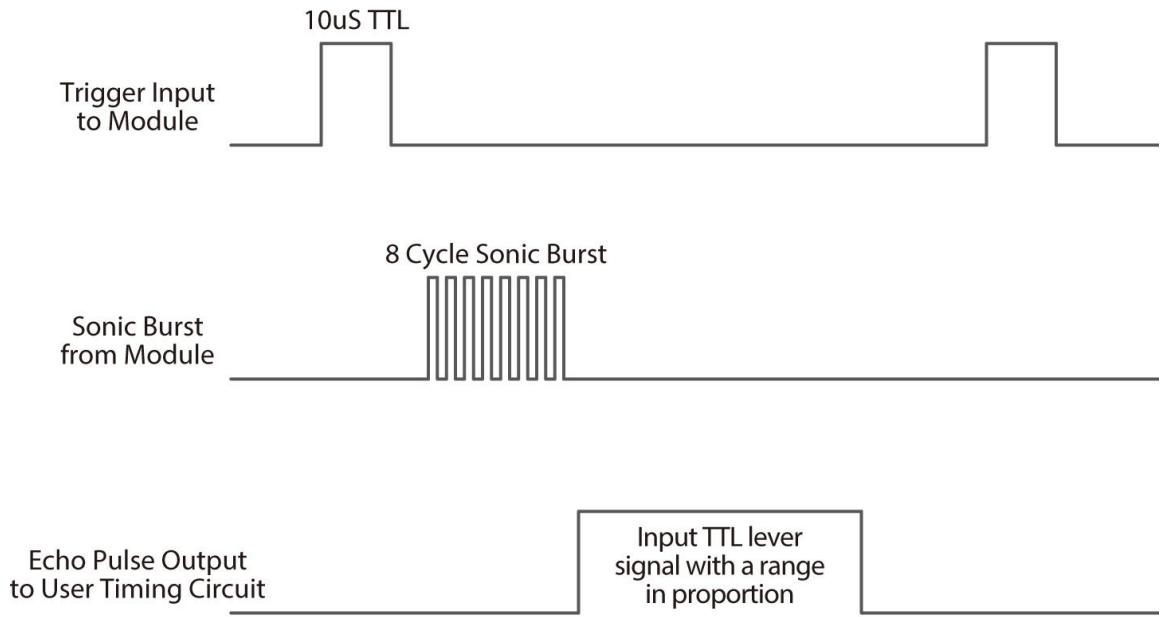 10uS TTL
Trigger Input
to Module
8 Cycle Sonic Burst
Sonic Burst
from Module
Echo Pulse Output
to User Timing Circuit
Input TTL lever
signal with a range
in proportion